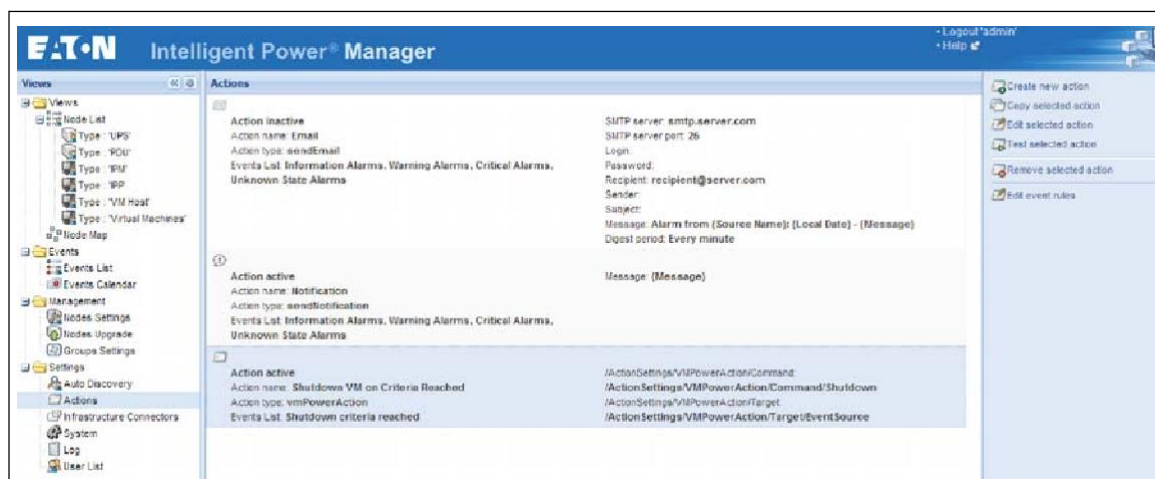 EATON Intelligent Power® Manager
- Logout 'admin'
- Help
Views
Views
Node List
Type : 'UPS'
Type : 'PDU'
Type : 'IPM'
Type : 'IPP
Type : 'VM Host'
Type : 'Virtual Machines'
Node Map
Events
Events List
Events Calendar
Management
Nodes Settings
Nodes Upgrade
Groups Settings
Settings
Auto Discovery
Actions
Infrastructure Connectors
System
Log
User List
Actions
Action inactive
Action name: Email
Action type: sendEmail
Events List: Information Alarms, Warning Alarms, Critical Alarms,
Unknown State Alarms
SMTP server: smtp.server.com
SMTP server port: 26
Login:
Password:
Recipient: recipient@server.com
Sender:
Subject:
Message: Alarm from {Source Name}: {Local Date} - {Message}
Digest period: Every minute
Action active
Action name: Notification
Action type: sendNotification
Events List: Information Alarms, Warning Alarms, Critical Alarms,
Unknown State Alarms
Message: {Message}
Action active
Action name: Shutdown VM on Criteria Reached
Action type: vmPowerAction
Events List: Shutdown criteria reached
/ActionSettings/VMPowerAction/Command:
/ActionSettings/VMPowerAction/Command/Shutdown
/ActionSettings/VMPowerAction/Target:
/ActionSettings/VMPowerAction/Target/EventSource
Create new action
Copy selected action
Edit selected action
Test selected action
Remove selected action
Edit event rules